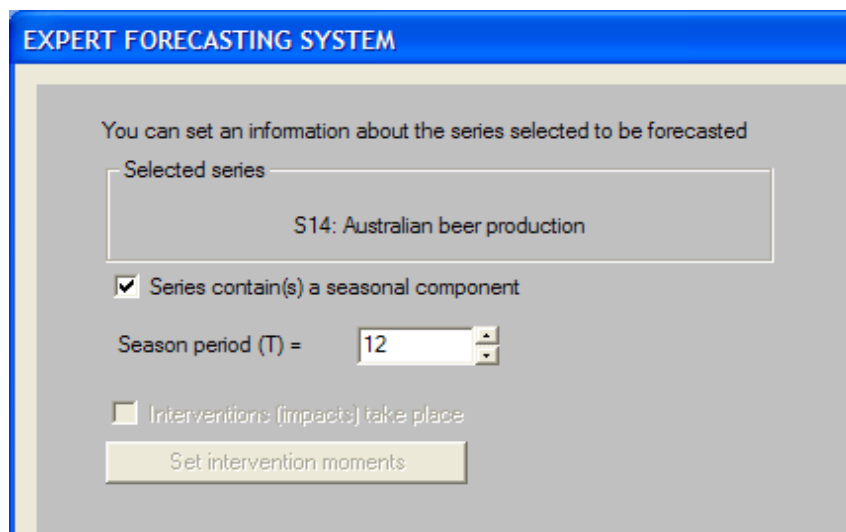 EXPERT FORECASTING SYSTEM
You can set an information about the series selected to be forecasted
Selected series
S14: Australian beer production
Series contain(s) a seasonal component
Season period (T) =
12
Interventions (impacts) take place
Set intervention moments